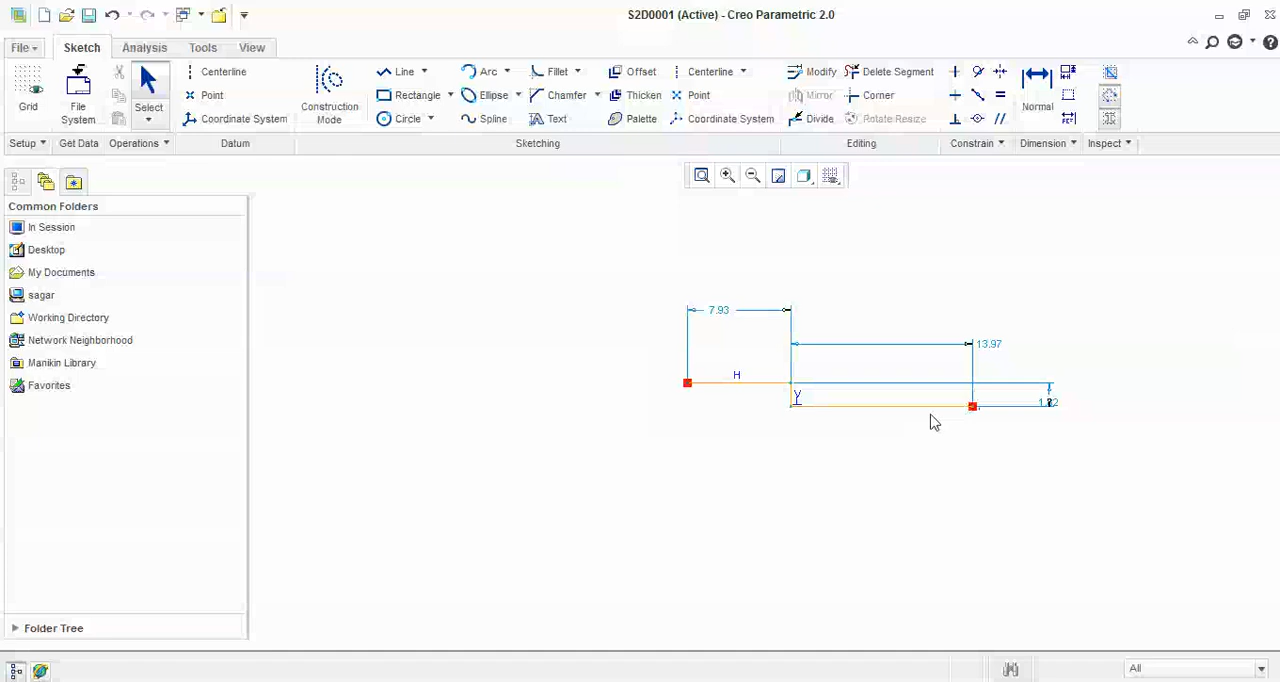 S2D0001 (Active) - Creo Parametric 2.0
File Sketch Analysis Tools View
Grid
File System
Select
Centerline
Point
Coordinate System
Construction Mode
Line Arc Fillet Offset Centerline
Rectangle Ellipse Chamfer Thicken Point
Circle Spline Text Palette Coordinate System
Modify Delete Segment
Mirror Corner
Divide Rotate Resize
Normal
Setup Get Data Operations Datum Sketching Editing Constrain Dimension Inspect
Common Folders
In Session
Desktop
My Documents
sagar
Working Directory
Network Neighborhood
Manikin Library
Favorites
7.93
13.97
H
V
Folder Tree
All